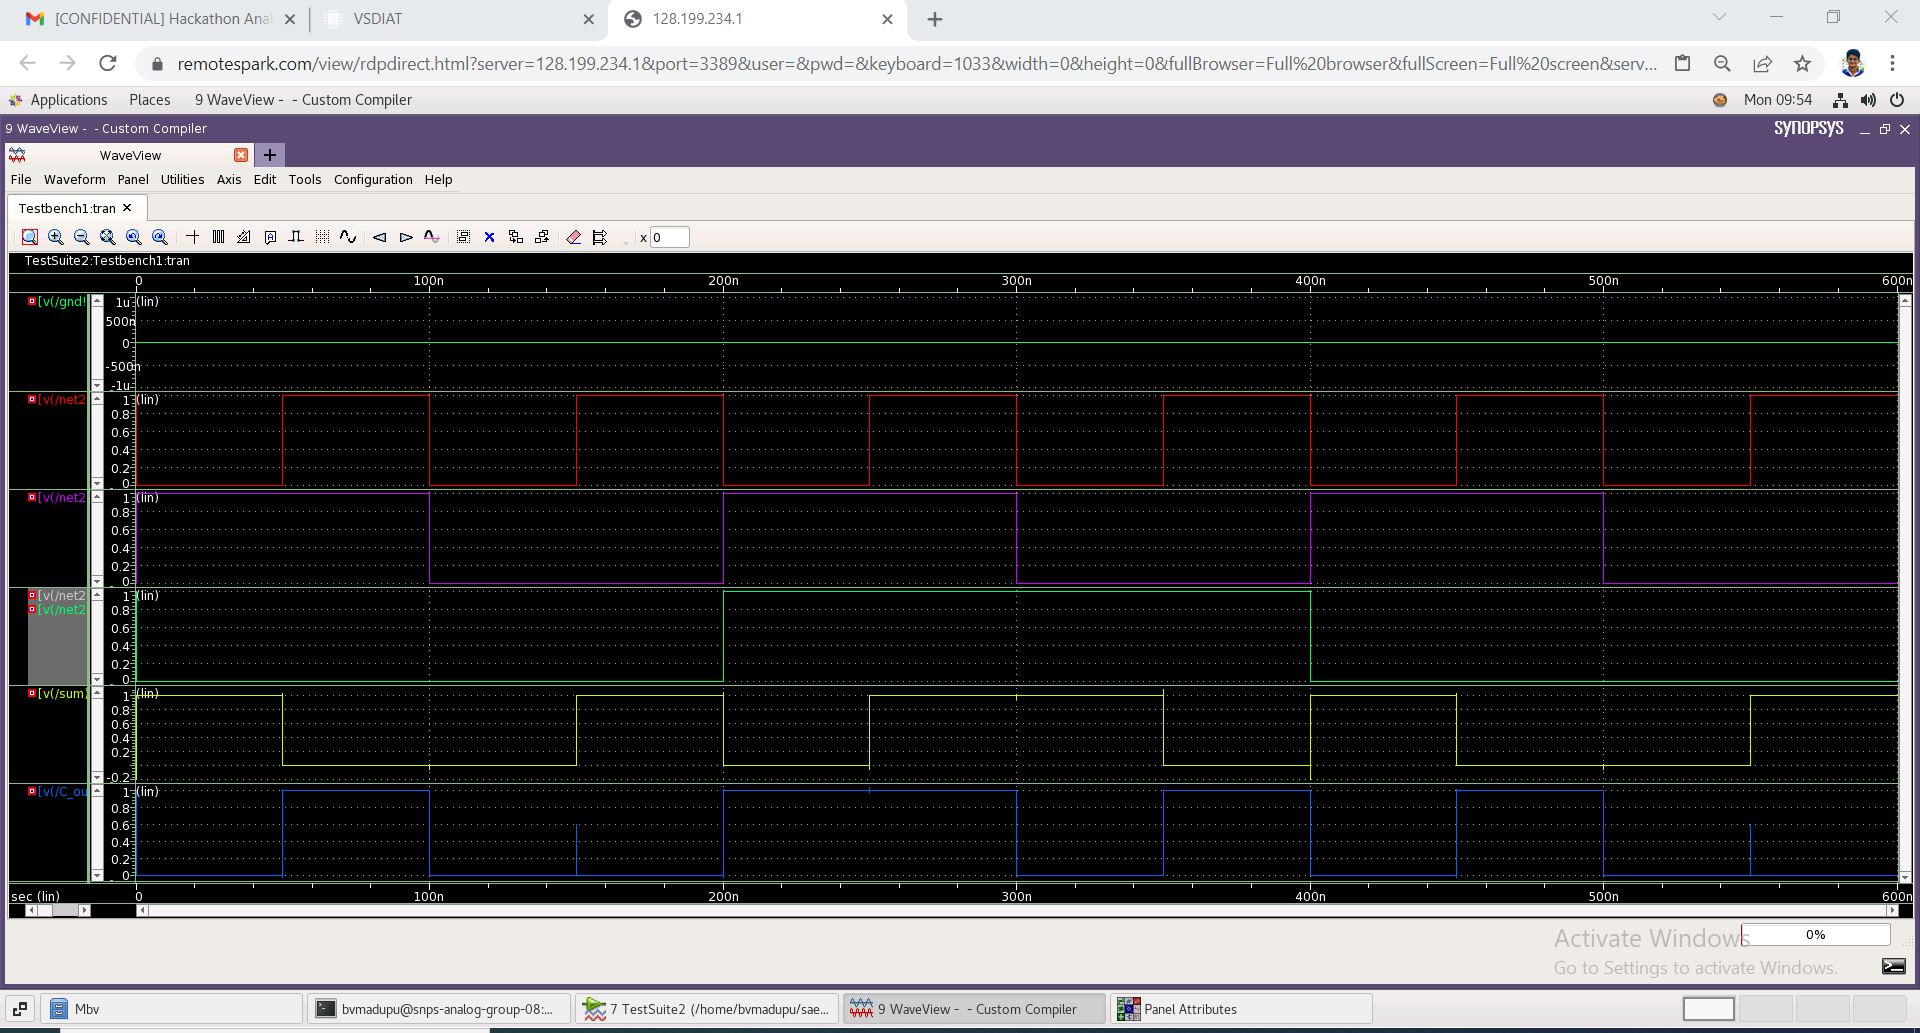 [CONFIDENTIAL] Hackathon Ana
VSDIAT
128.199.234.1
remotespark.com/view/rdpdirect.html?server=128.199.234.1&port=3389&user=&pwd=&keyboard=1033&width=0&height=0&fullBrowser=Full%20browser&fullScreen=Full%20screen&serv...
Applications Places 9 WaveView - - Custom Compiler Mon 09:54
9 WaveView - - Custom Compiler SYNOPSYS
WaveView
File Waveform Panel Utilities Axis Edit Tools Configuration Help
Testbench1:tran
x 0
TestSuite2:Testbench1:tran
0 100n 200n 300n 400n 500n 600n
[v(/gnd! 1u (lin)
500n
0
-500n
-1u
[v(/net2 1 (lin)
0.8
0.6
0.4
0.2
0
[v(/net2 1 (lin)
0.8
0.6
0.4
0.2
0
[v(/net2 1 (lin)
[v(/net2 0.8
0.6
0.4
0.2
0
[v(/sum) 1 (lin)
0.8
0.6
0.4
0.2
-0.2
[v(/C_ou 1 (lin)
0.8
0.6
0.4
0.2
0
sec (lin) 0 100n 200n 300n 400n 500n 600n
Activate Windows
0%
Go to Settings to activate Windows.
Mbv
bvmadupu@snps-analog-group-08:...
7 TestSuite2 (/home/bvmadupu/sae...
9 WaveView - - Custom Compiler
Panel Attributes